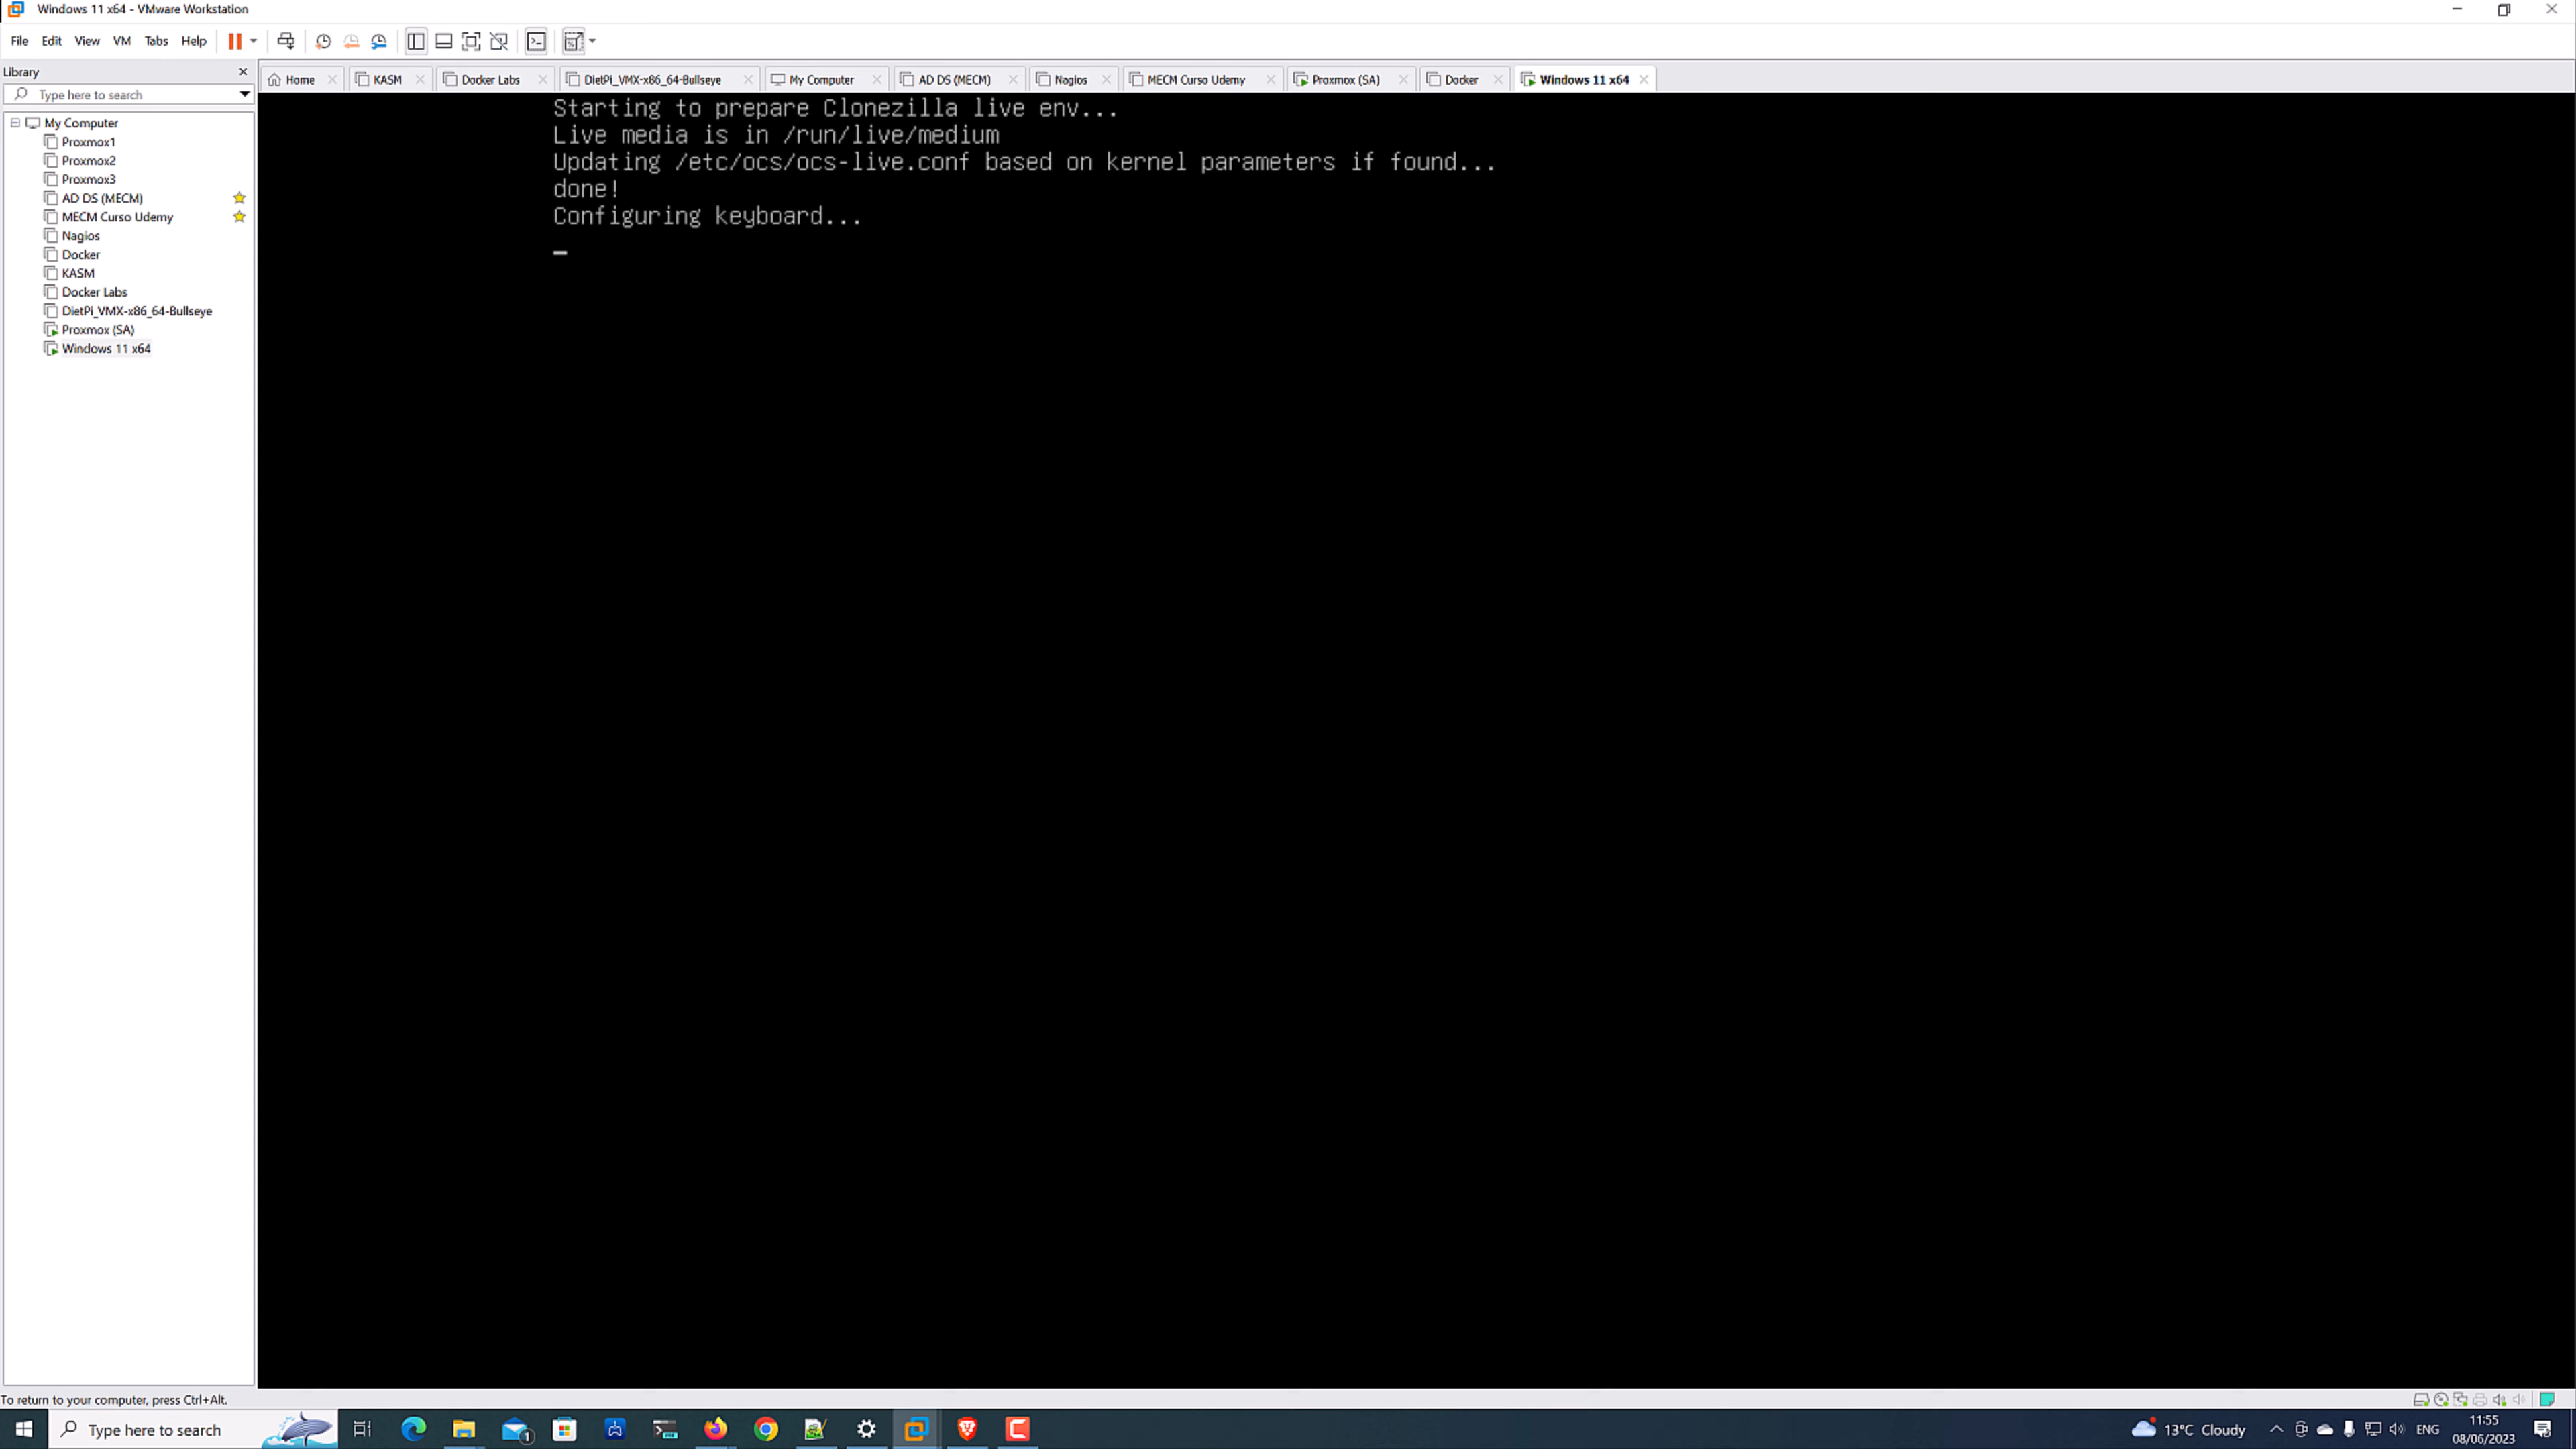 Windows 11 x64 - VMware Workstation
File Edit View VM Tabs Help
Library
Type here to search
My Computer
Proxmox1
Proxmox2
Proxmox3
AD DS (MECM)
MECM Curso Udemy
Nagios
Docker
KASM
Docker Labs
DietPi_VMX-x86_64-Bullseye
Proxmox (SA)
Windows 11 x64
Home KASM Docker Labs DietPi_VMX-x86_64-Bullseye My Computer AD DS (MECM) Nagios MECM Curso Udemy Proxmox (SA) Docker Windows 11 x64
Starting to prepare Clonezilla live env...
Live media is in /run/live/medium
Updating /etc/ocs/ocs-live.conf based on kernel parameters if found...
done!
Configuring keyboard...
To return to your computer, press Ctrl+Alt.
Type here to search
1
13°C Cloudy
ENG
11:55
08/06/2023